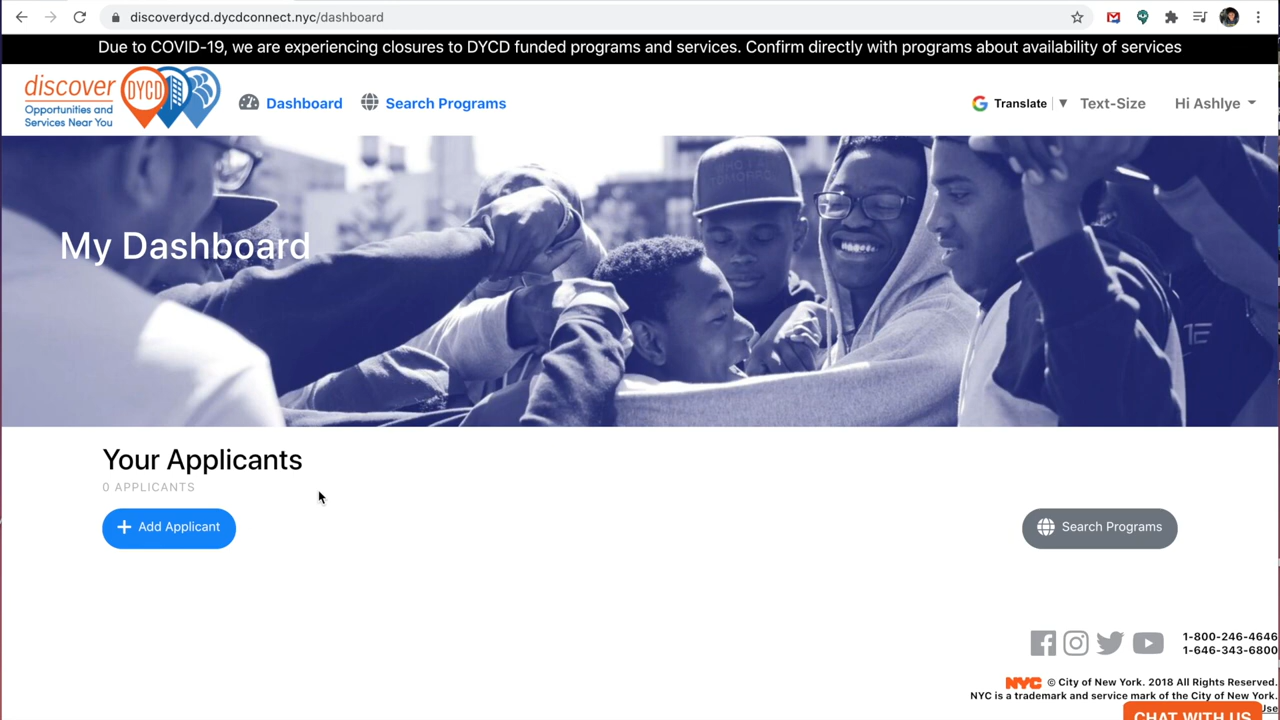 discoverdycd.dycdconnect.nyc/dashboard
Due to COVID-19, we are experiencing closures to DYCD funded programs and services. Confirm directly with programs about availability of services
discover DYCD
Opportunities and
Services Near You
Dashboard
Search Programs
Translate
Text-Size
Hi Ashlye
My Dashboard
Your Applicants
0 APPLICANTS
Add Applicant
Search Programs
1-800-246-4646
1-646-343-6800
NYC © City of New York. 2018 All Rights Reserved.
NYC is a trademark and service mark of the City of New York.
Use
CHAT WITH US